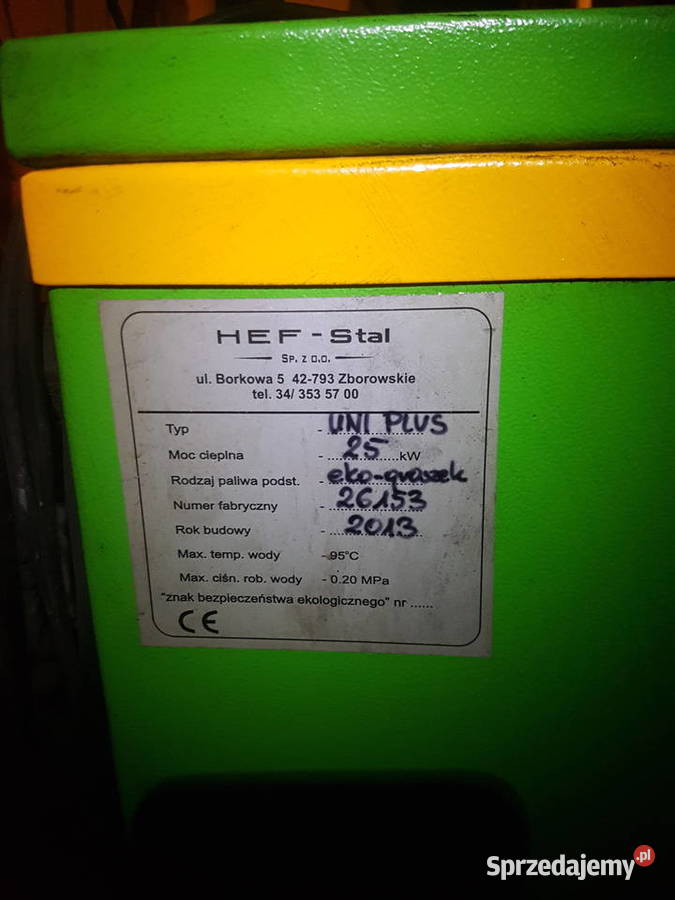 HEF-Stal
Sp. z o.o.
ul. Borkowa 5 42-793 Zborowskie
tel. 34/ 353 57 00
Typ - UNI PLUS
Moc cieplna - 25 kW
Rodzaj paliwa podst. - eko-groszek
Numer fabryczny - 26153
Rok budowy - 2013
Max. temp. wody - 95°C
Max. ciśn. rob. wody - 0.20 MPa
"znak bezpieczeństwa ekologicznego" nr ......
CE
Sprzedajemy.pl